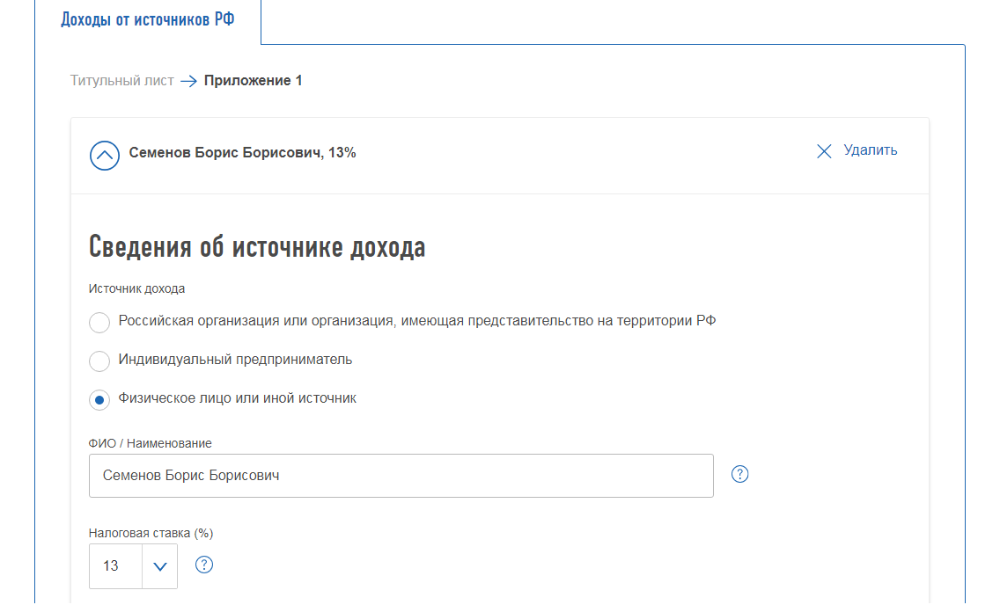 Доходы от источников РФ
Титульный лист → Приложение 1
Семенов Борис Борисович, 13%
Удалить
Сведения об источнике дохода
Источник дохода
Российская организация или организация, имеющая представительство на территории РФ
Индивидуальный предприниматель
Физическое лицо или иной источник
ФИО / Наименование
Семенов Борис Борисович
?
Налоговая ставка (%)
13
?